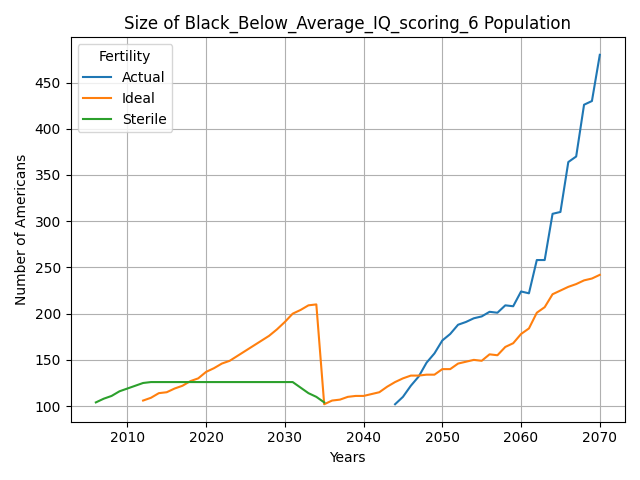 Size of Black_Below_Average_IQ_scoring_6 Population
Fertility
Actual
Ideal
Sterile
Number of Americans
450
400
350
300
250
200
150
100
2010 2020 2030 2040 2050 2060 2070
Years